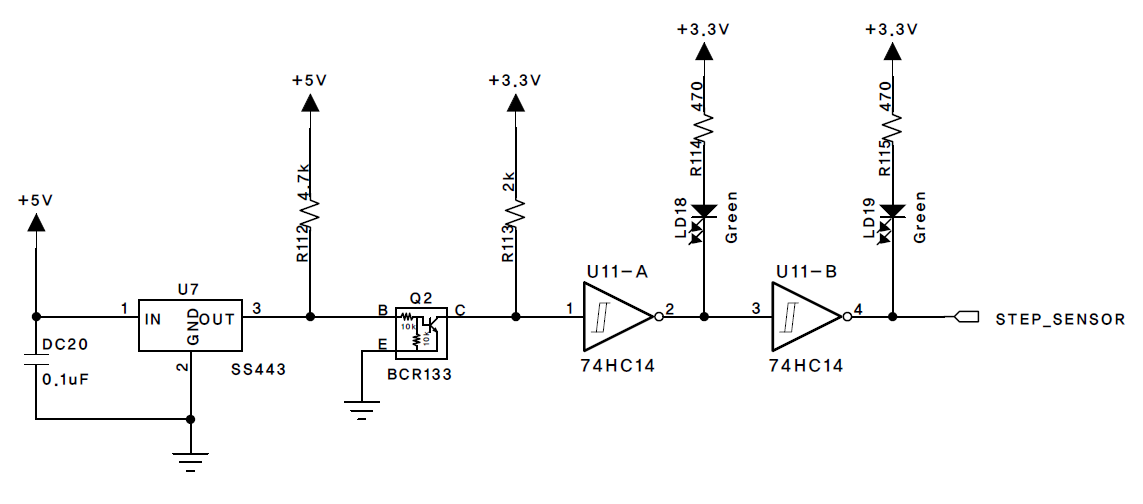 +3.3V
+3.3V
+5V
+3.3V
470
470
R114
R115
4.7k
2k
+5V
LD18
Green
LD19
Green
R112
R113
U11-A
U11-B
U7
Q2
1
IN
GND
OUT
3
B
C
10k
10k
E
1
2
3
4
STEP_SENSOR
DC20
0.1uF
2
SS443
BCR133
74HC14
74HC14